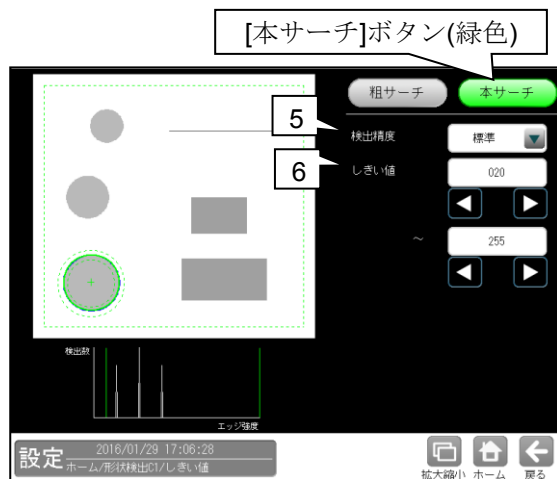 [本サーチ]ボタン(緑色)
粗サーチ
本サーチ
5
検出精度
標準
6
しきい値
020
～
255
検出数
エッジ強度
設定
2016/01/29 17:06:28
ホーム/形状検出C1/しきい値
拡大縮小
ホーム
戻る